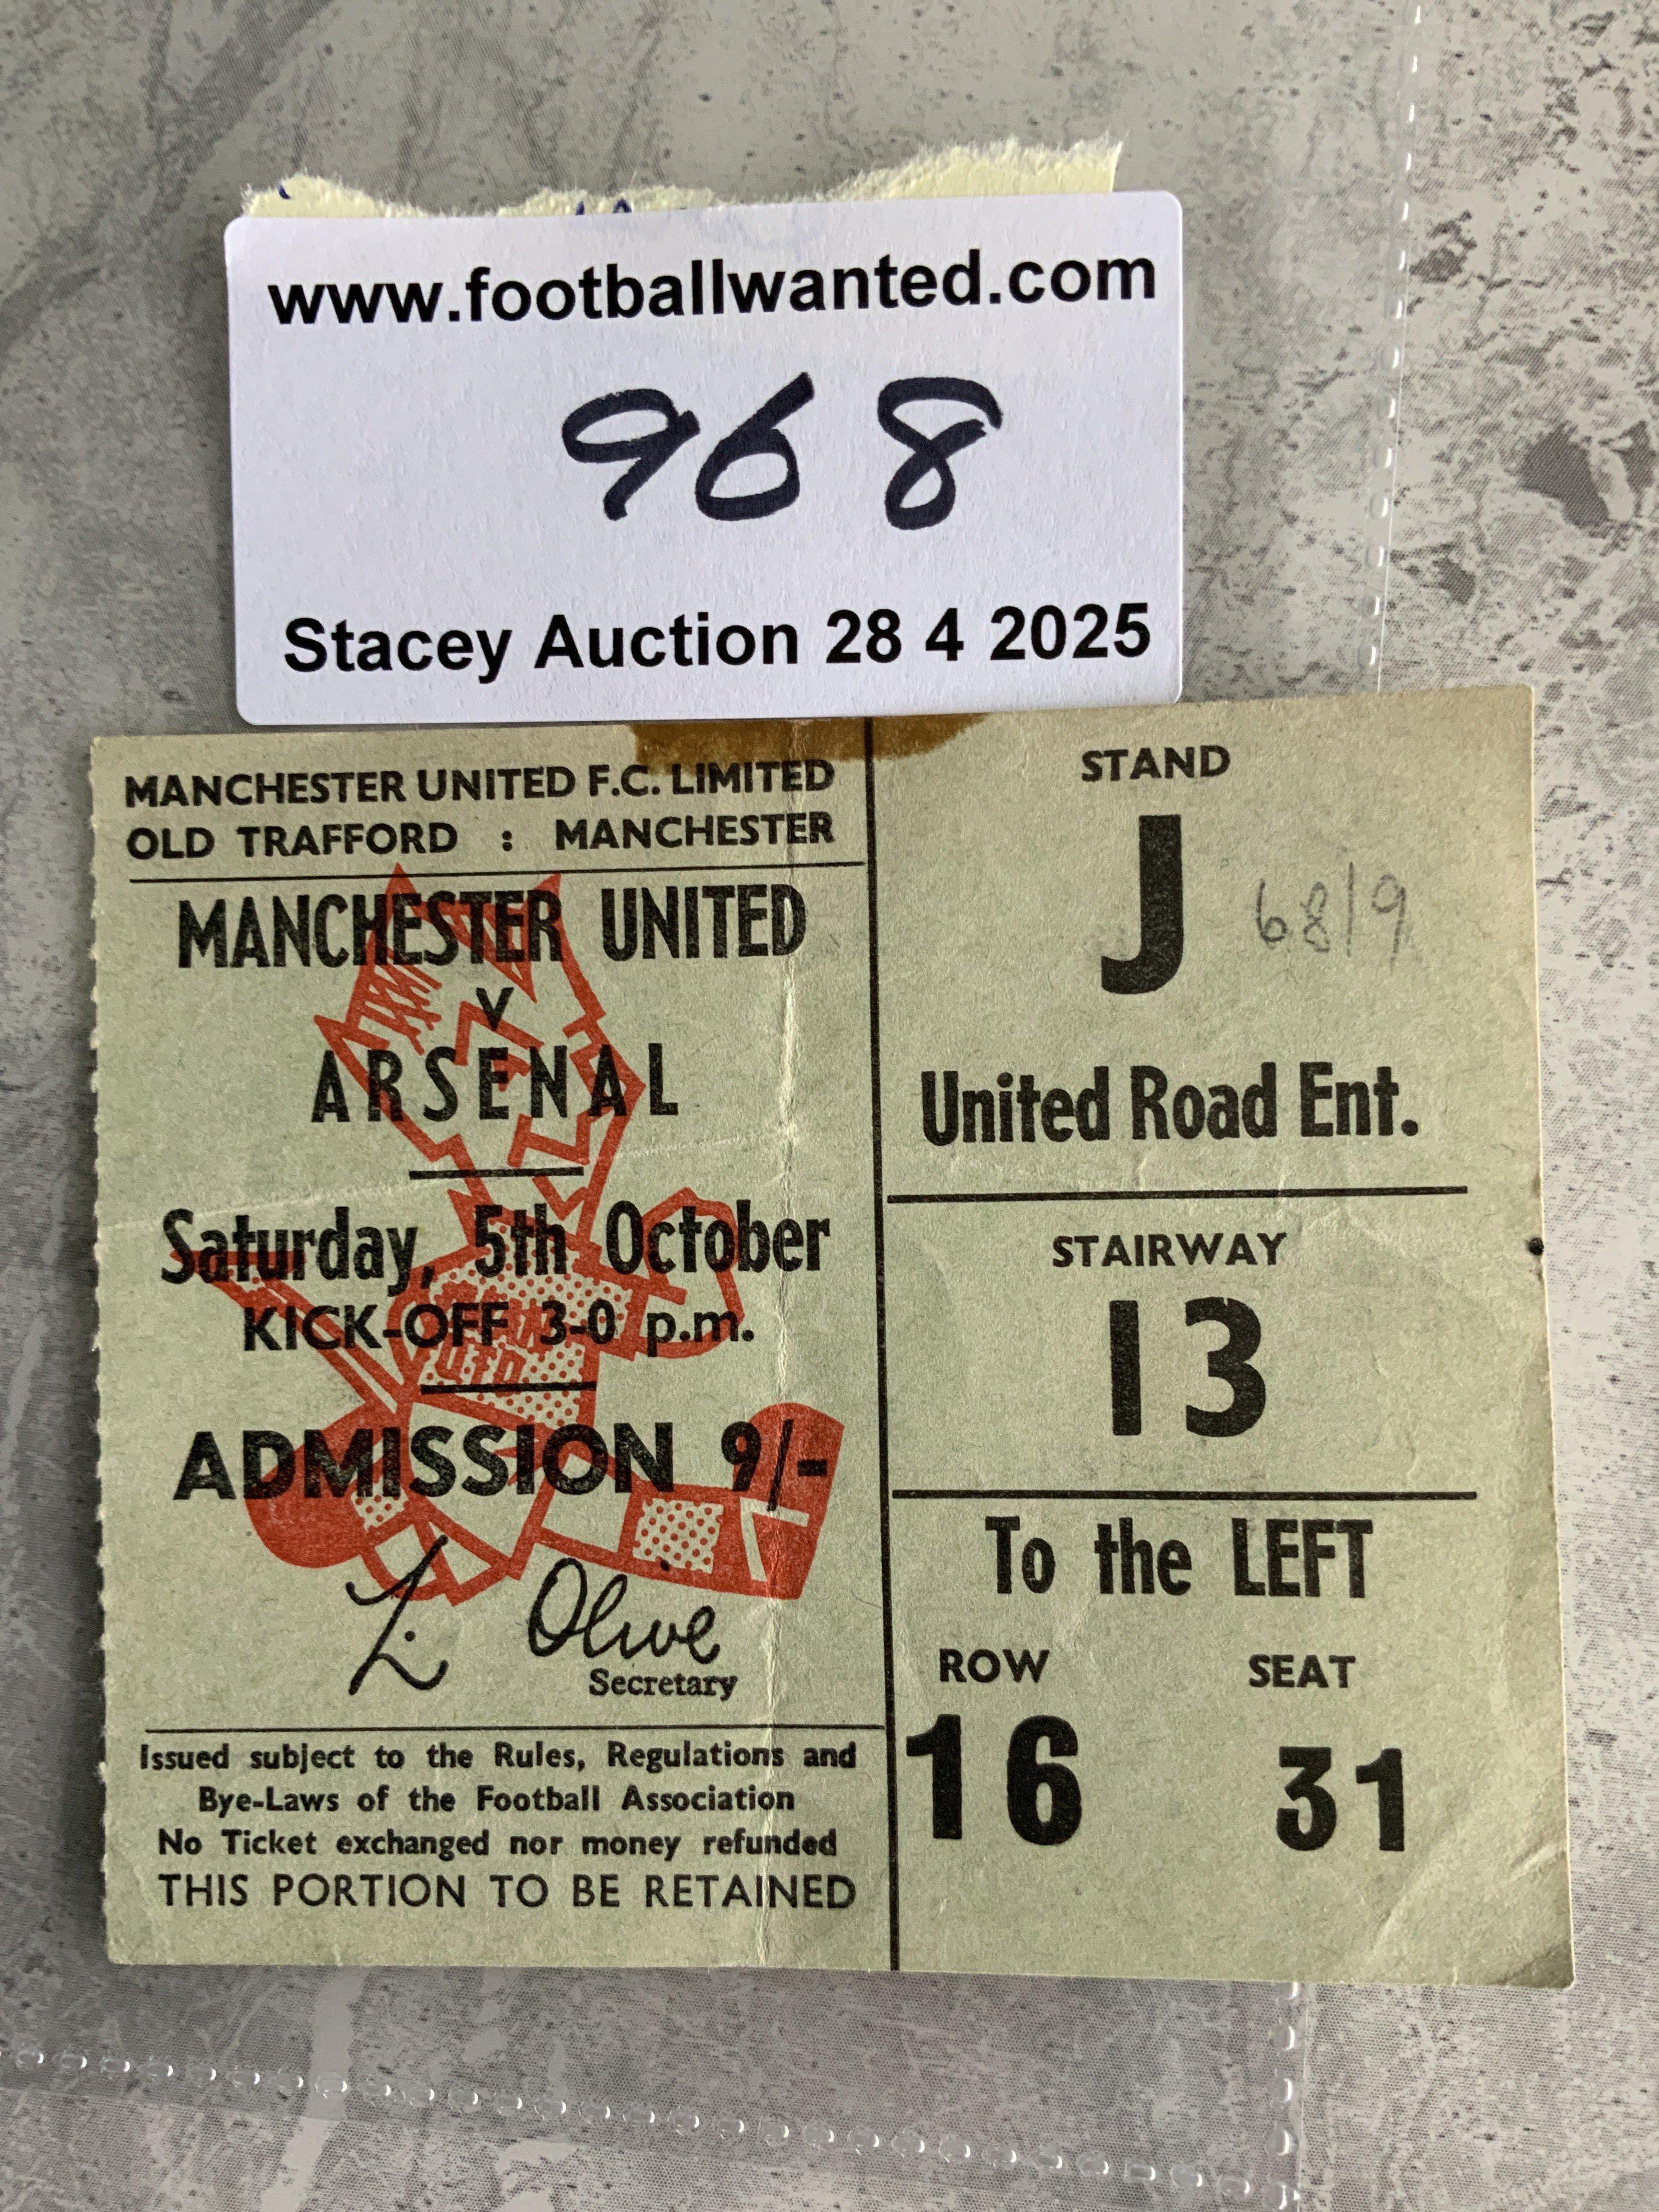 www.footballwanted.com
968
Stacey Auction 28 4 2025
MANCHESTER UNITED F.C. LIMITED
OLD TRAFFORD : MANCHESTER
MANCHESTER UNITED
v
ARSENAL
Saturday, 5th October
KICK-OFF 3-0 p.m.
ADMISSION 9/-
L. Olive
Secretary
Issued subject to the Rules, Regulations and
Bye-Laws of the Football Association
No Ticket exchanged nor money refunded
THIS PORTION TO BE RETAINED
STAND
J 68/9
United Road Ent.
STAIRWAY
13
To the LEFT
ROW SEAT
16 31